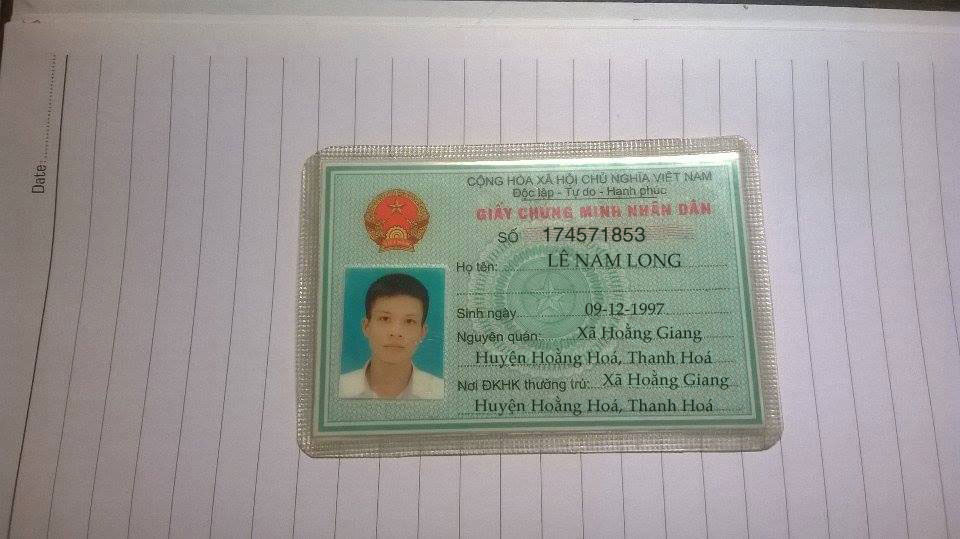 Date:
CỘNG HÒA XÃ HỘI CHỦ NGHĨA VIỆT NAM
Độc lập - Tự do - Hạnh phúc
GIẤY CHỨNG MINH NHÂN DÂN
SỐ 174571853
Họ tên: LÊ NAM LONG
Sinh ngày 09-12-1997
Nguyên quán: Xã Hoằng Giang
Huyện Hoằng Hoá, Thanh Hoá
Nơi ĐKHK thường trú: Xã Hoằng Giang
Huyện Hoằng Hoá, Thanh Hoá
VIỆT NAM